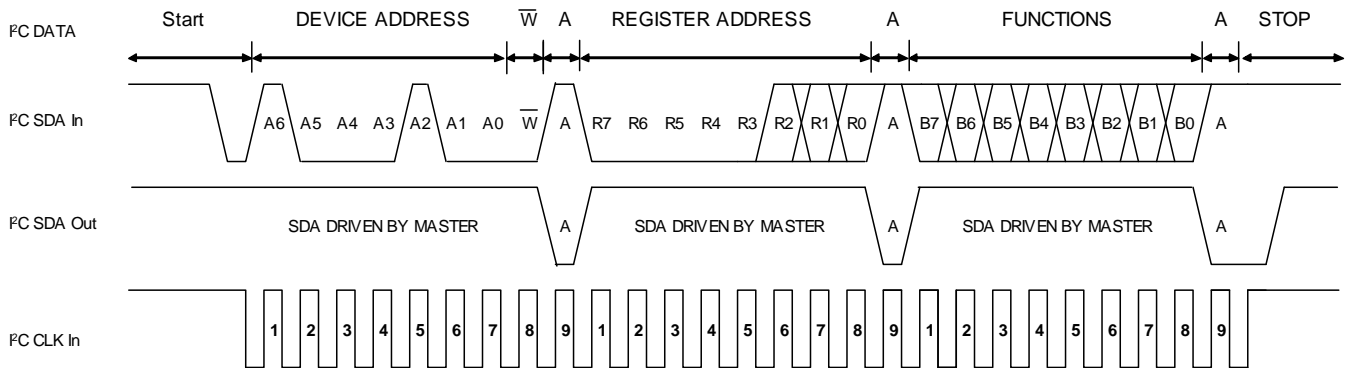 I²C DATA Start DEVICE ADDRESS W̅ A REGISTER ADDRESS A FUNCTIONS A STOP
I²C SDA In A6 A5 A4 A3 A2 A1 A0 W̅ A R7 R6 R5 R4 R3 R2 R1 R0 A B7 B6 B5 B4 B3 B2 B1 B0 A
I²C SDA Out SDA DRIVEN BY MASTER A SDA DRIVEN BY MASTER A SDA DRIVEN BY MASTER A
I²C CLK In 1 2 3 4 5 6 7 8 9 1 2 3 4 5 6 7 8 9 1 2 3 4 5 6 7 8 9